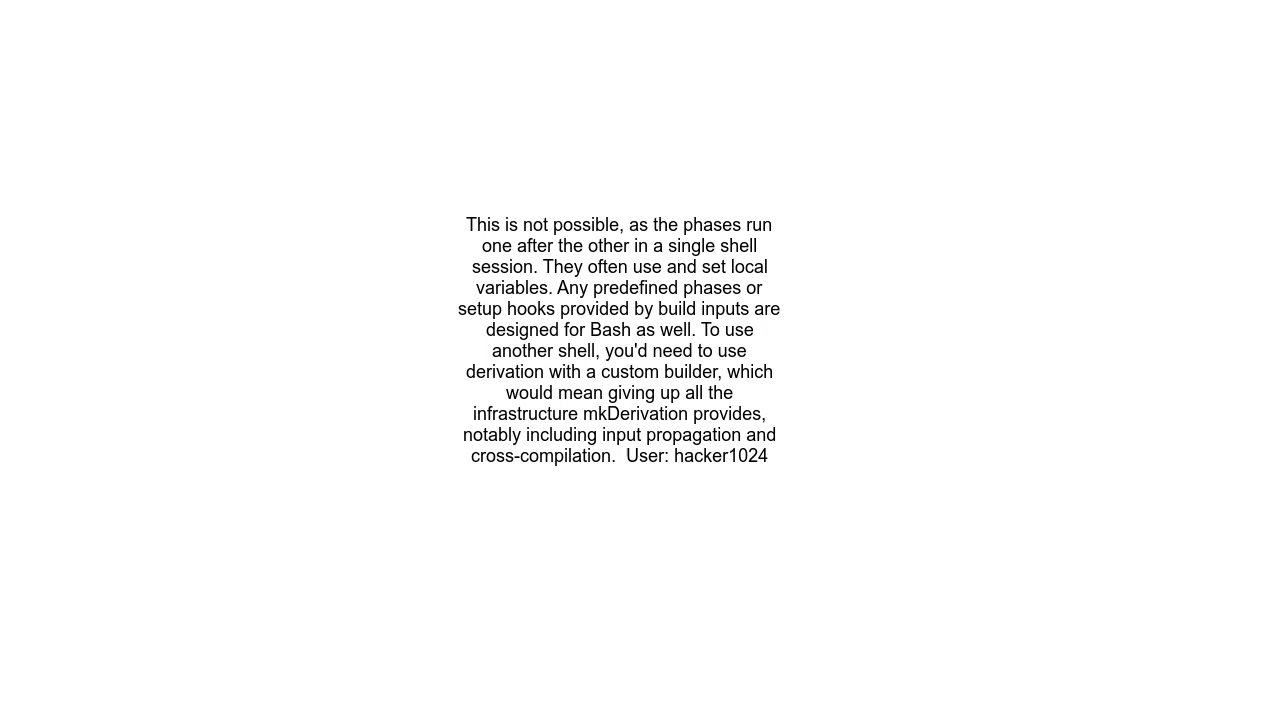 This is not possible, as the phases run
one after the other in a single shell
session. They often use and set local
variables. Any predefined phases or
setup hooks provided by build inputs are
designed for Bash as well. To use
another shell, you'd need to use
derivation with a custom builder, which
would mean giving up all the
infrastructure mkDerivation provides,
notably including input propagation and
cross-compilation.  User: hacker1024